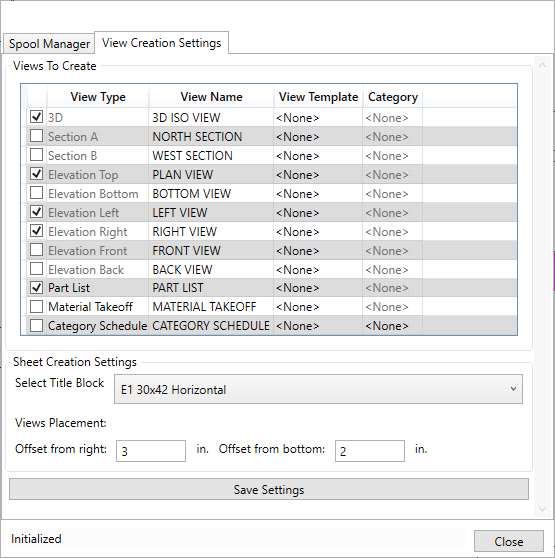 Spool Manager View Creation Settings
Views To Create
View Type View Name View Template Category
3D 3D ISO VIEW <None> <None>
Section A NORTH SECTION <None> <None>
Section B WEST SECTION <None> <None>
Elevation Top PLAN VIEW <None> <None>
Elevation Bottom BOTTOM VIEW <None> <None>
Elevation Left LEFT VIEW <None> <None>
Elevation Right RIGHT VIEW <None> <None>
Elevation Front FRONT VIEW <None> <None>
Elevation Back BACK VIEW <None> <None>
Part List PART LIST <None> <None>
Material Takeoff MATERIAL TAKEOFF <None> <None>
Category Schedule CATEGORY SCHEDULE <None> <None>
Sheet Creation Settings
Select Title Block E1 30x42 Horizontal
Views Placement:
Offset from right: 3 in. Offset from bottom: 2 in.
Save Settings
Initialized Close